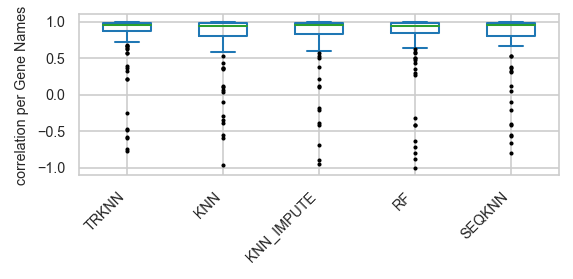 correlation per Gene Names
1.0
0.5
0.0
−0.5
−1.0
TRKNN
KNN
KNN_IMPUTE
RF
SEQKNN